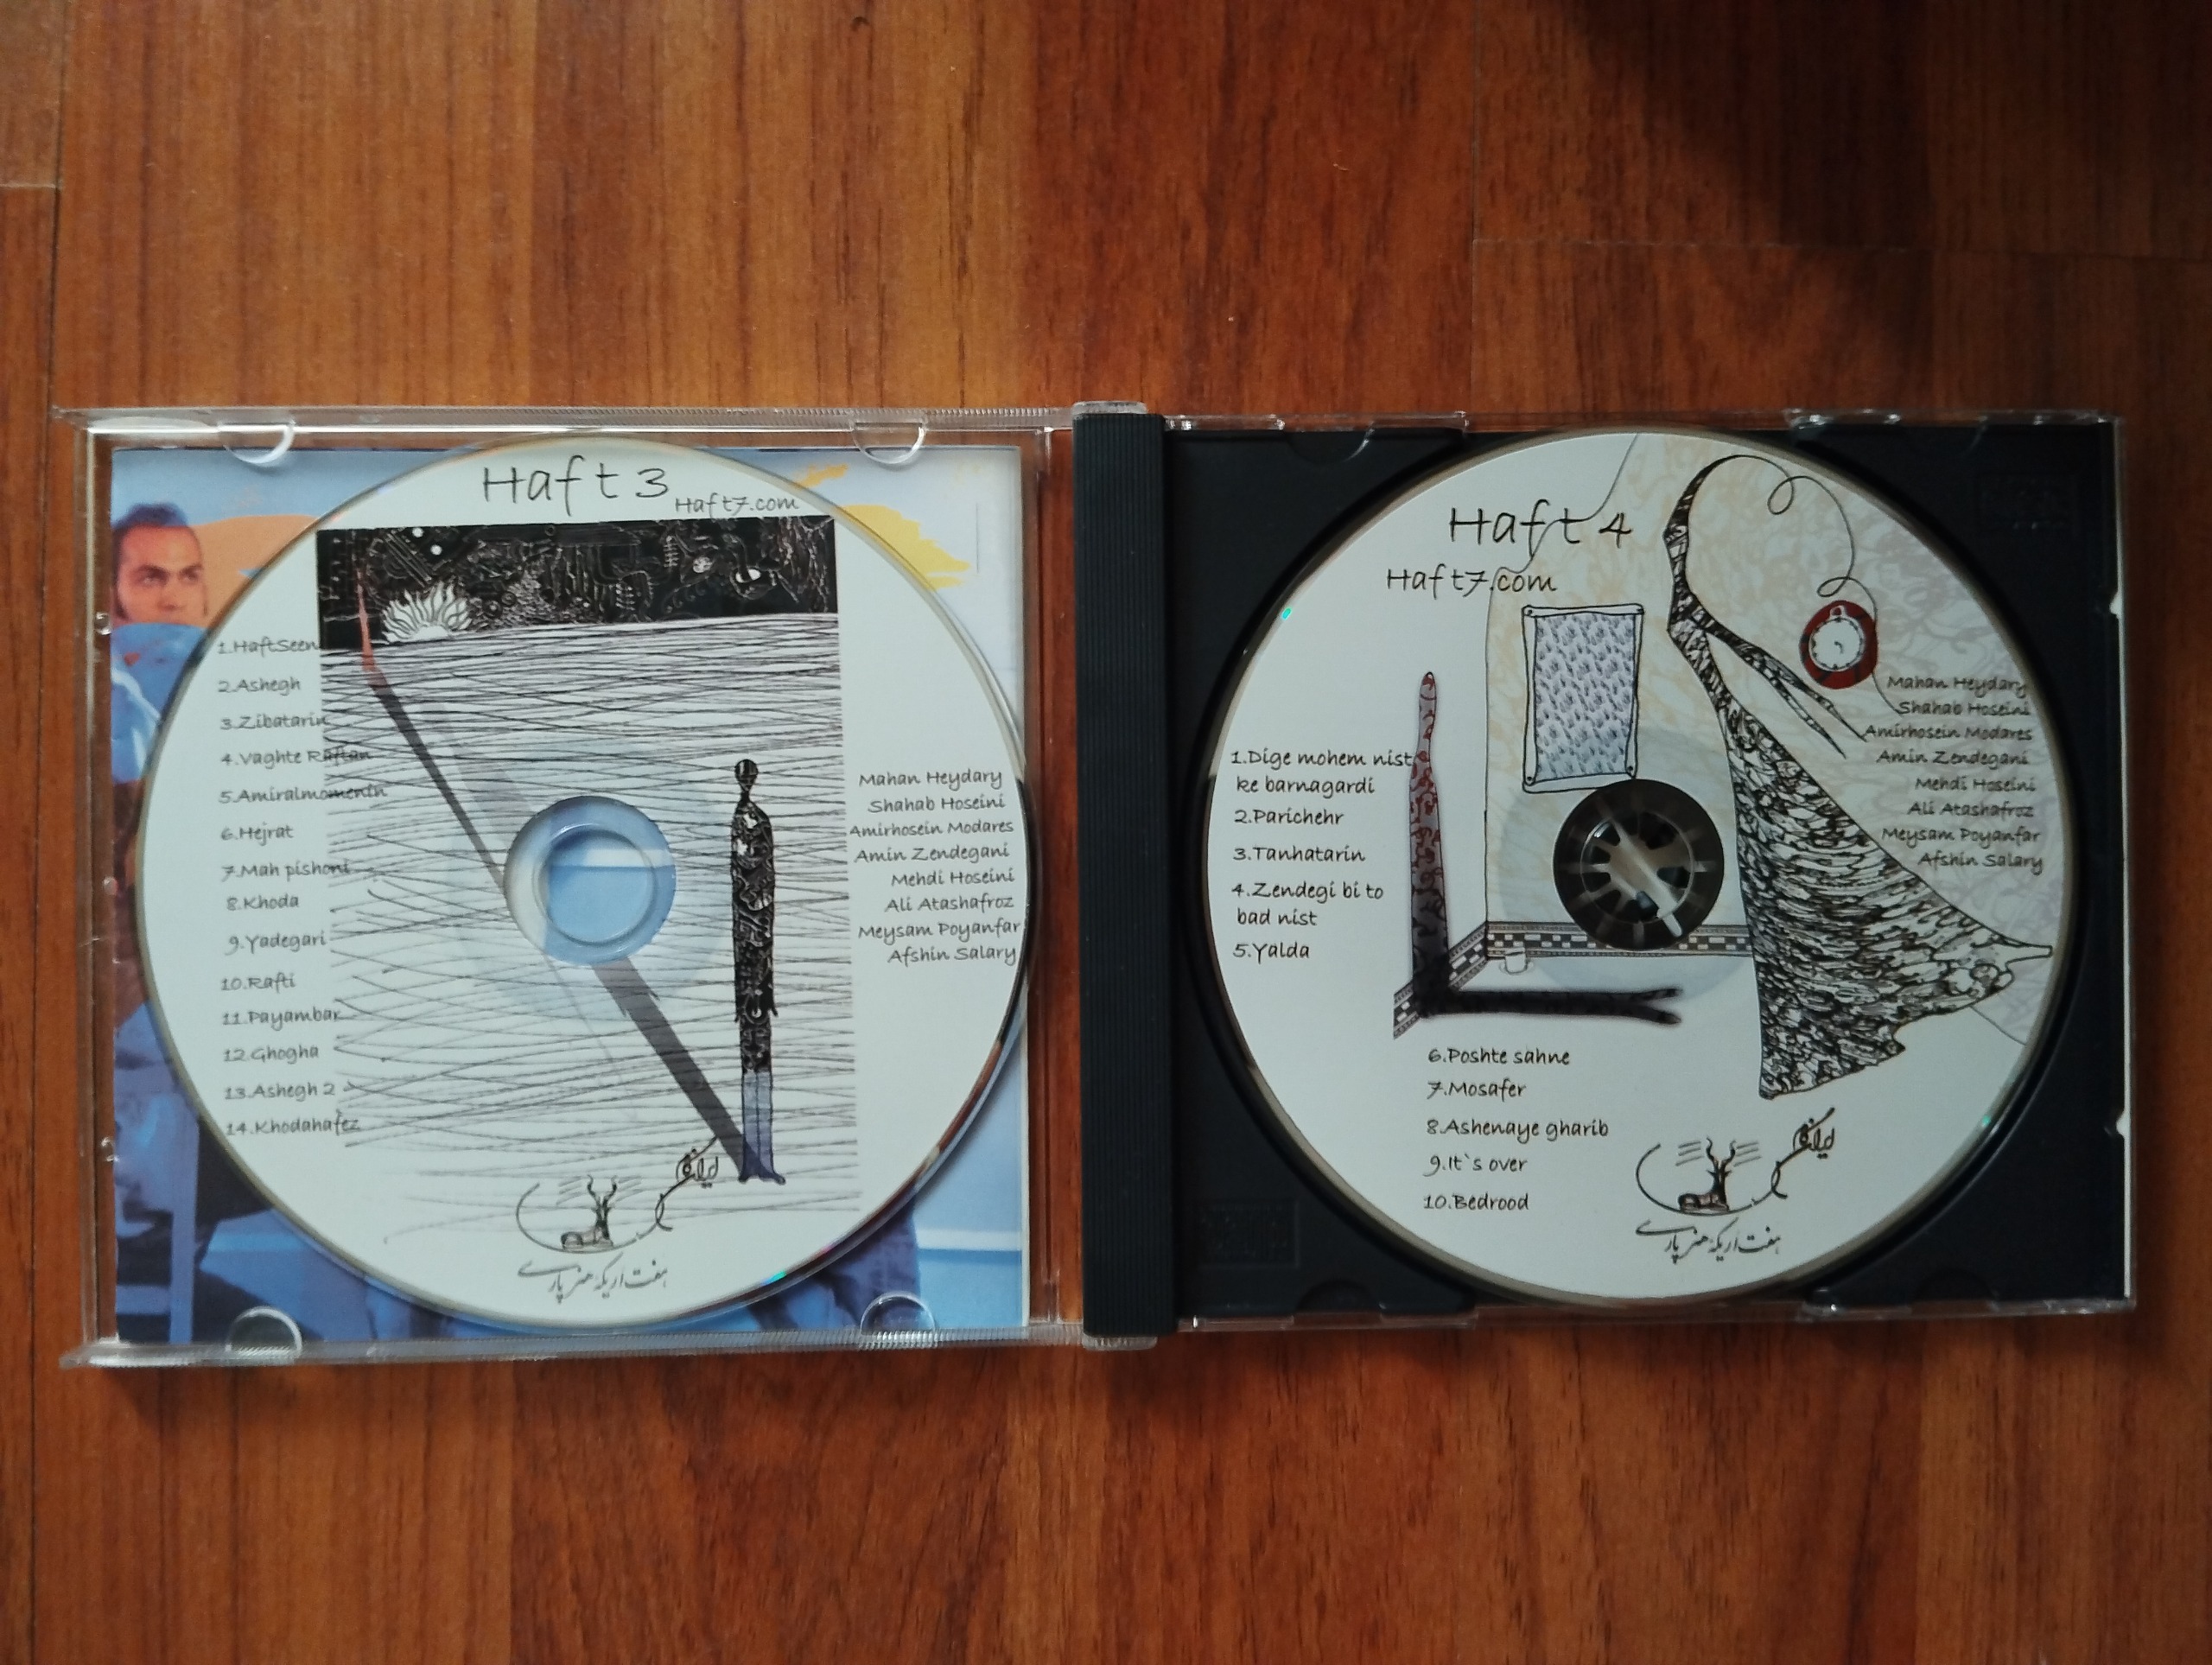 Haft 3
Haft7.com
1.HaftSeen
2.Ashegh
3.Zibatarin
4.Vaghte Raftan
5.Amiralmomenin
6.Hejrat
7.Mah pishoni
8.Khoda
9.Yadegari
10.Rafti
11.Payambar
12.Ghogha
13.Ashegh 2
14.Khodahafez
Mahan Heydary
Shahab Hoseini
Amirhosein Modares
Amin Zendegani
Mehdi Hoseini
Ali Atashafroz
Meysam Poyanfar
Afshin Salary
هفت اریکه هنر پارسی
Haft 4
Haft7.com
1.Dige mohem nist
ke barnagardi
2.Parichehr
3.Tanhatarin
4.Zendegi bi to
bad nist
5.Yalda
6.Poshte sahne
7.Mosafer
8.Ashenaye gharib
9.It`s over
10.Bedrood
Mahan Heydary
Shahab Hoseini
Amirhosein Modares
Amin Zendegani
Mehdi Hoseini
Ali Atashafroz
Meysam Poyanfar
Afshin Salary
هفت اریکه هنر پارسی